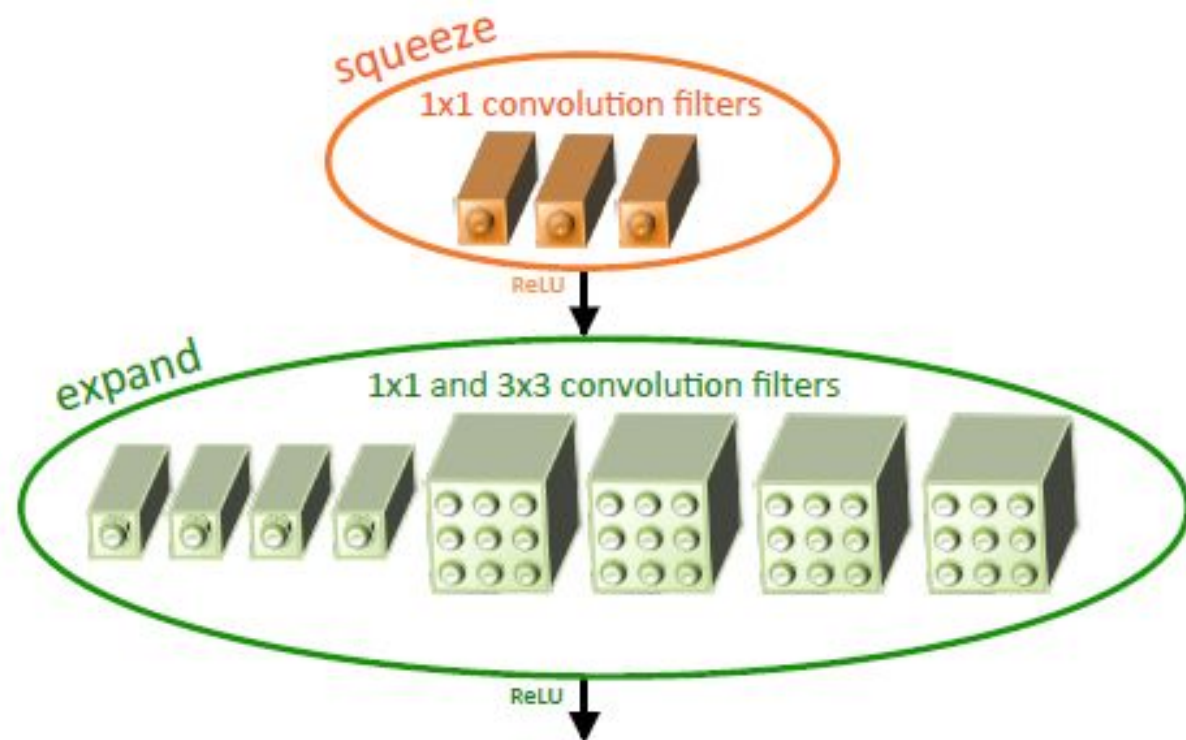 squeeze
1x1 convolution filters
ReLU
expand
1x1 and 3x3 convolution filters
ReLU